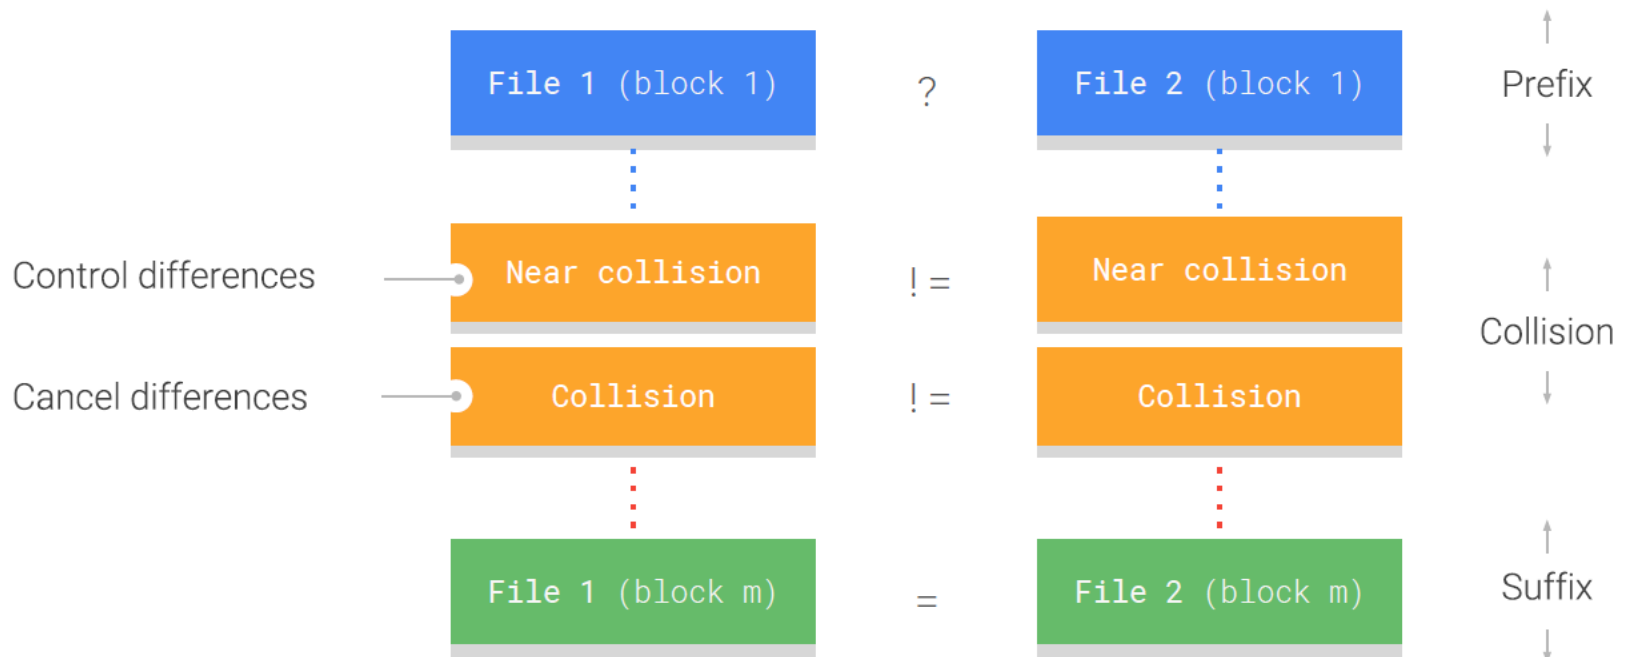 File 1 (block 1)
?
File 2 (block 1)
Prefix
Control differences
Near collision
! =
Near collision
Collision
Cancel differences
Collision
! =
Collision
File 1 (block m)
=
File 2 (block m)
Suffix